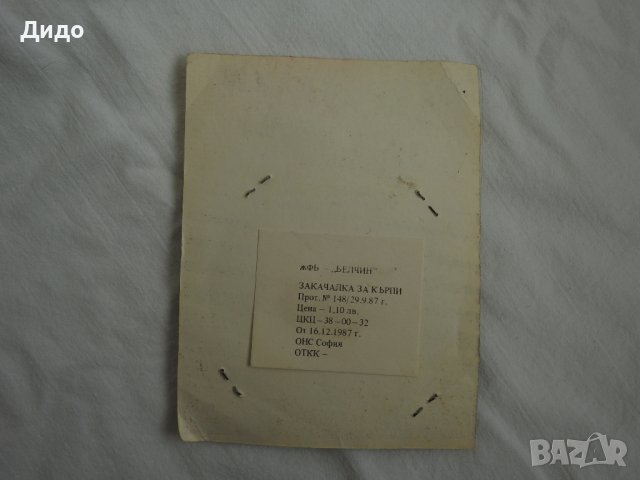 Дидо
„БЕЛЧИН"
ЗАКАЧАЛКА ЗА КЪРПИ
Прот. № 148/29.9.87 г.
Цена – 1,10 лв.
ЦКЦ – 38 – 00 – 32
От 16.12.1987 г.
ОНС София
ОТКК –
BAZAR